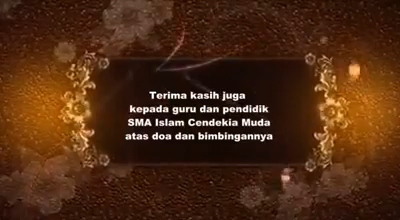 Terima kasih juga
kepada guru dan pendidik
SMA Islam Cendekia Muda
atas doa dan bimbingannya